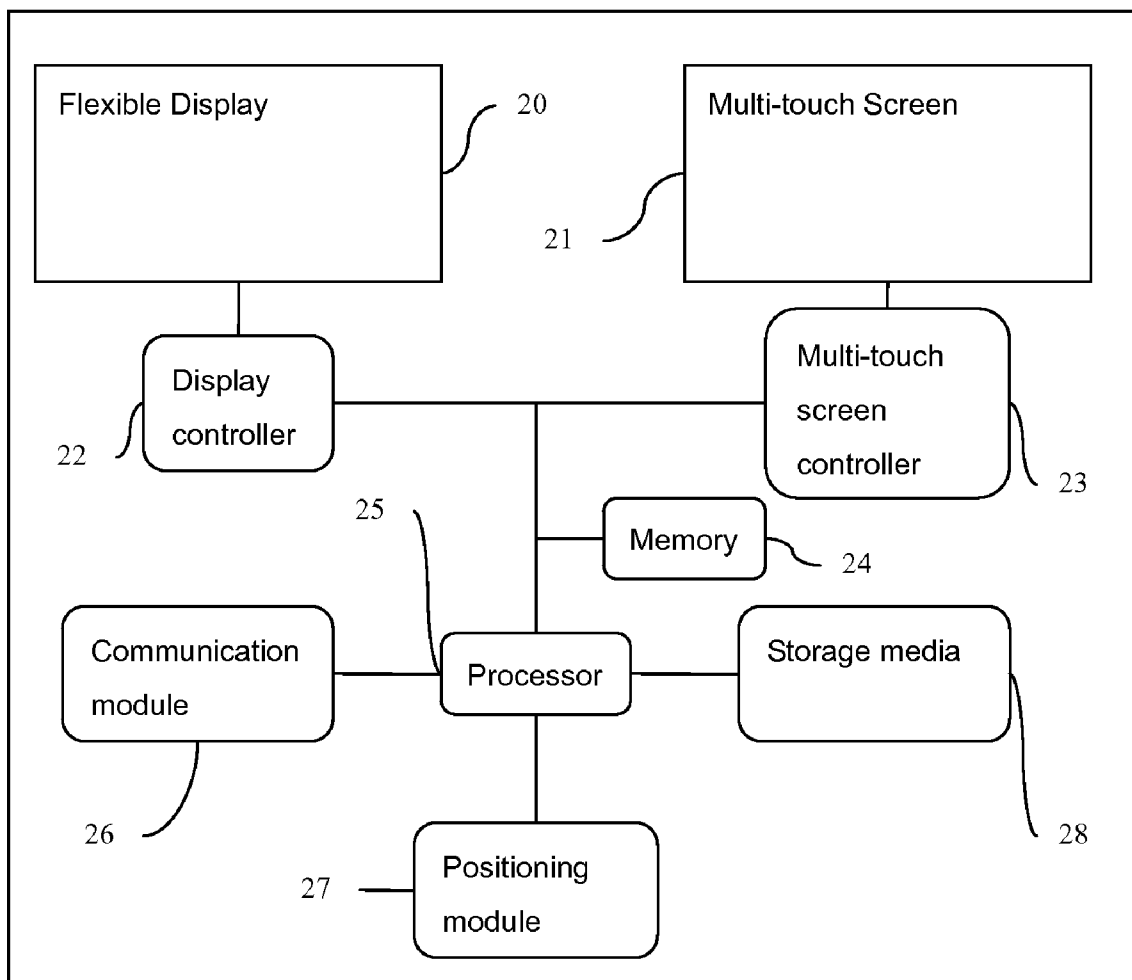 Flexible Display
20
Multi-touch Screen
21
Display
controller
22
Multi-touch
screen
controller
23
25
Memory
24
Communication
module
26
Processor
Storage media
28
Positioning
module
27